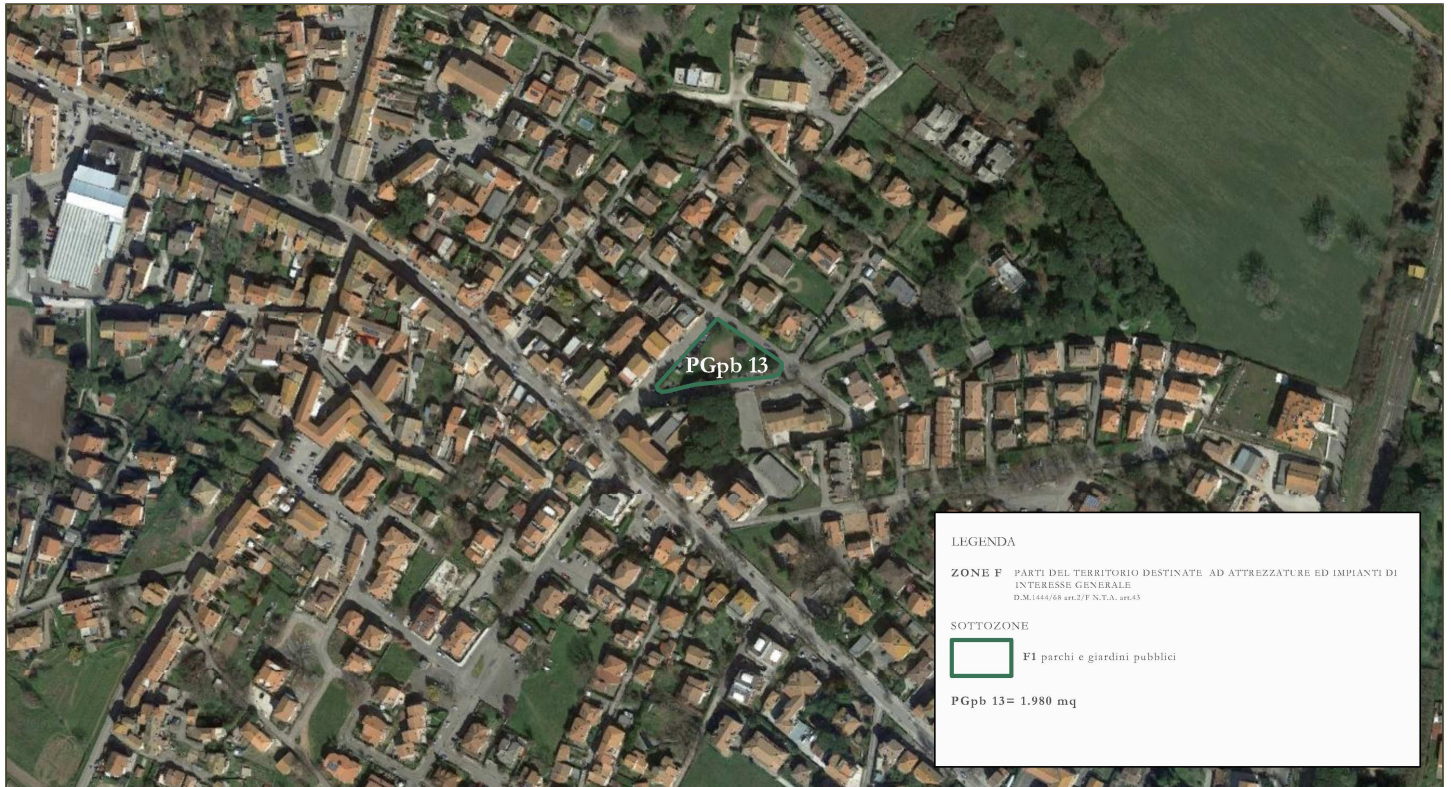 PGpb 13
LEGENDA
ZONE F PARTI DEL TERRITORIO DESTINATE AD ATTREZZATURE ED IMPIANTI DI
INTERESSE GENERALE
D.M.1444/68 art.2/F N.T.A. art.43
SOTTOZONE
F1 parchi e giardini pubblici
PGpb 13= 1.980 mq